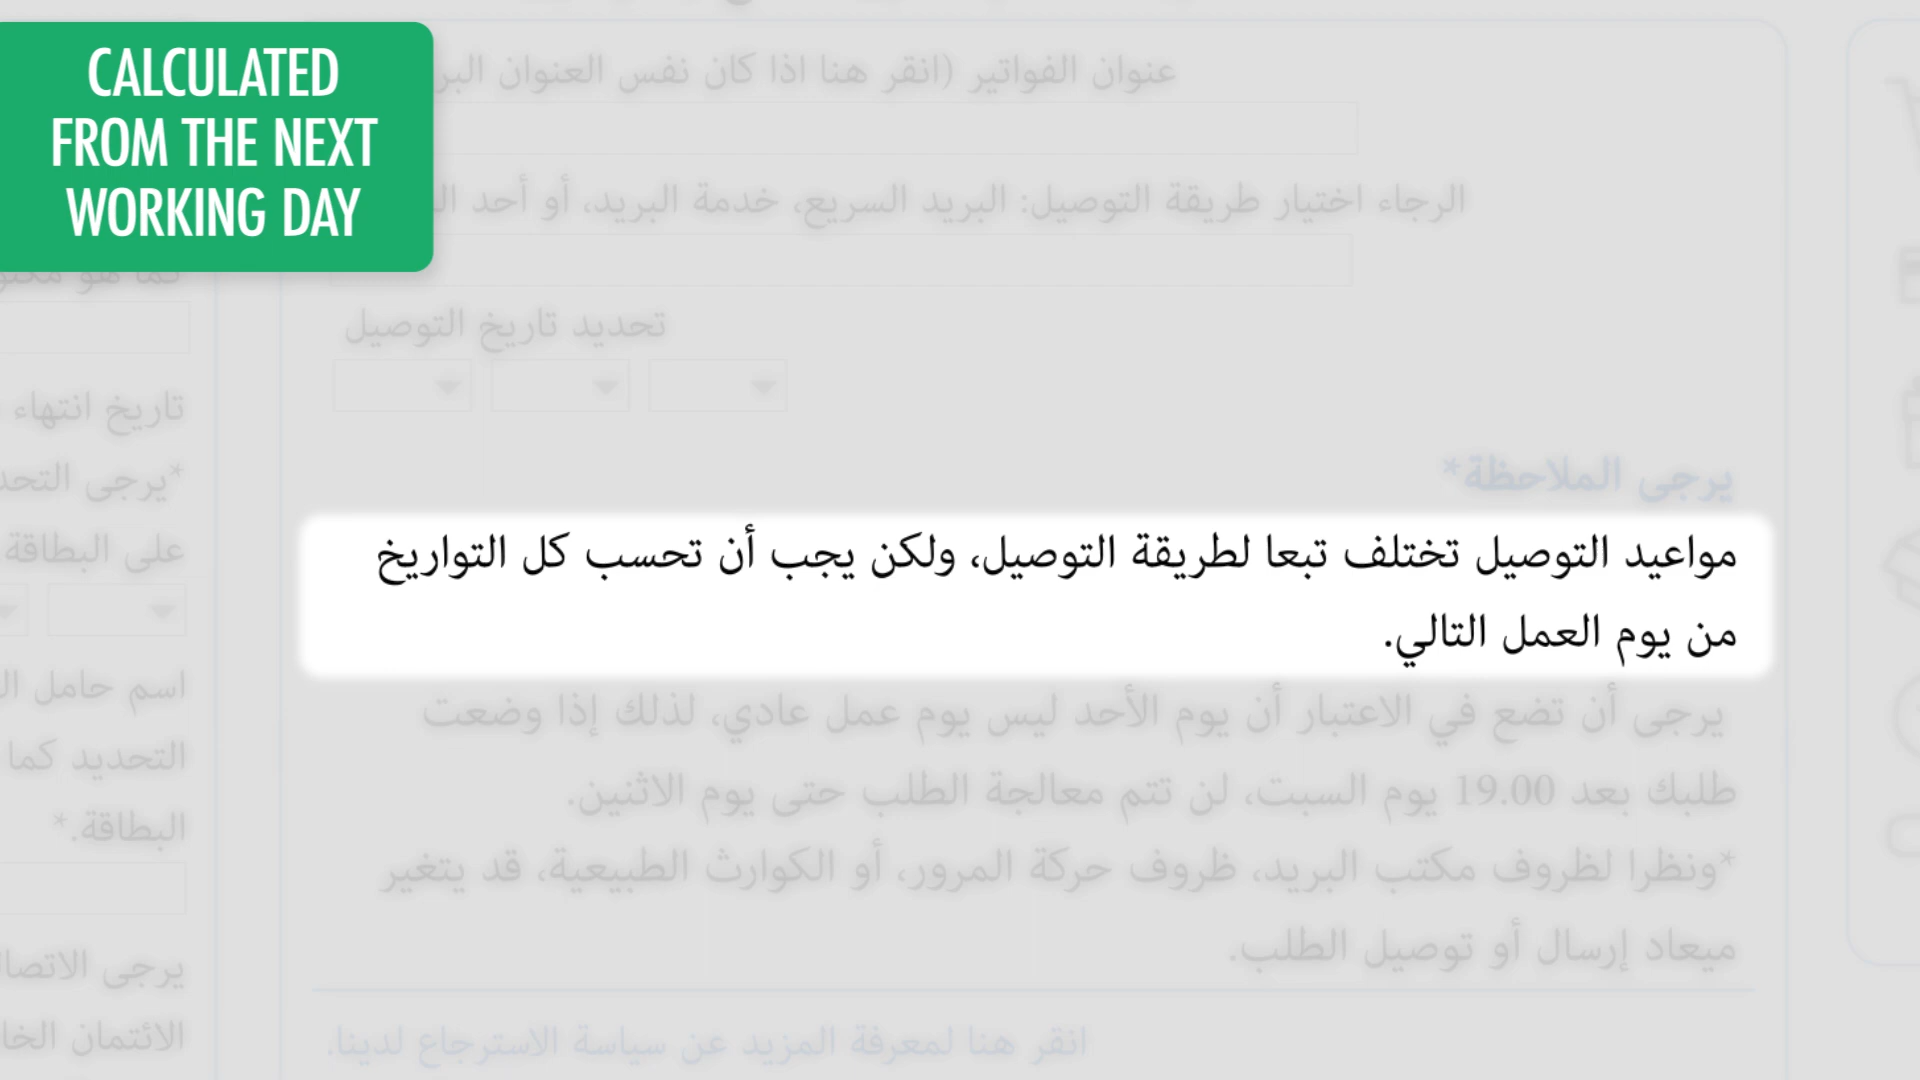 CALCULATED
FROM THE NEXT
WORKING DAY
عنوان الفواتير (انقر هنا اذا كان نفس العنوان
الرجاء اختيار طريقة التوصيل: البريد السريع، خدمة البريد، أو أحد
تحديد تاريخ التوصيل
يرجى الملاحظة*
مواعيد التوصيل تختلف تبعا لطريقة التوصيل، ولكن يجب أن تحسب كل التواريخ
من يوم العمل التالي.
يرجى أن تضع في الاعتبار أن يوم الأحد ليس يوم عمل عادي، لذلك إذا وضعت
طلبك بعد 19.00 يوم السبت، لن تتم معالجة الطلب حتى يوم الاثنين.
*ونظرا لظروف مكتب البريد، ظروف حركة المرور، أو الكوارث الطبيعية، قد يتغير
ميعاد إرسال أو توصيل الطلب.
انقر هنا لمعرفة المزيد عن سياسة الاسترجاع لدينا.
كما هو
تاريخ انتهاء
*يرجى
على البطاقة
اسم حامل
التحديد كما
البطاقة.*
يرجى
الائتمان